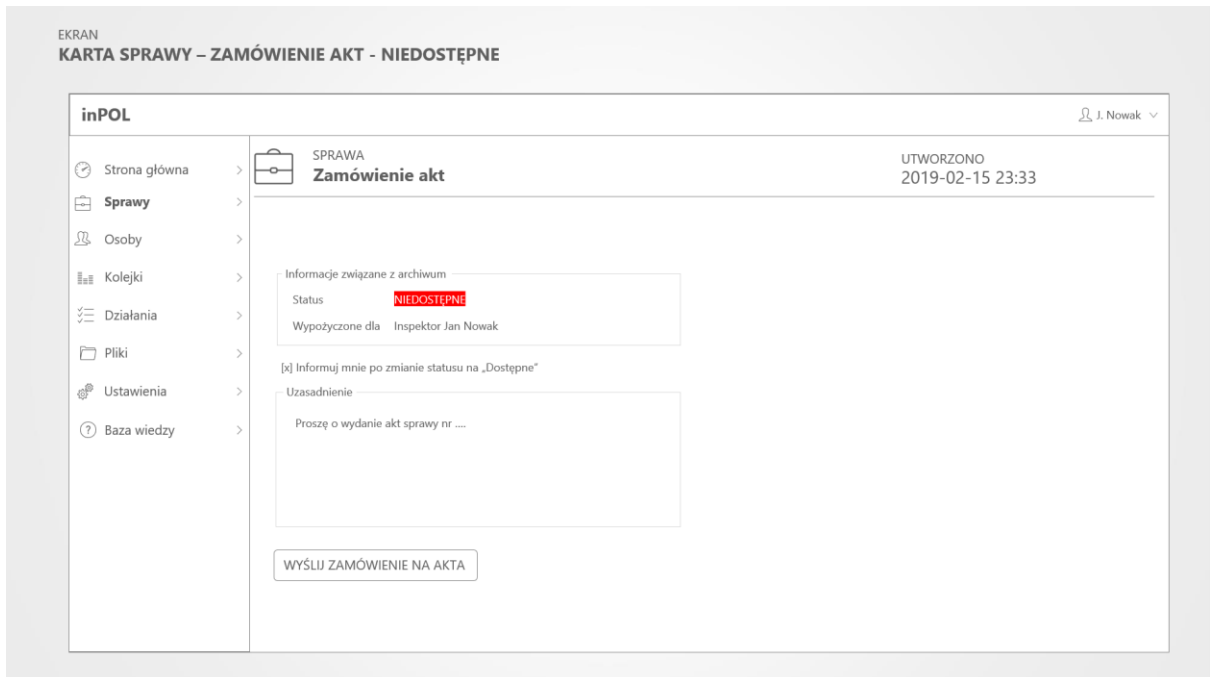 EKRAN
KARTA SPRAWY – ZAMÓWIENIE AKT - NIEDOSTĘPNE
inPOL
J. Nowak
Strona główna
Sprawy
Osoby
Kolejki
Działania
Pliki
Ustawienia
Baza wiedzy
SPRAWA
Zamówienie akt
UTWORZONO
2019-02-15 23:33
Informacje związane z archiwum
Status NIEDOSTĘPNE
Wypożyczone dla Inspektor Jan Nowak
[x] Informuj mnie po zmianie statusu na „Dostępne”
Uzasadnienie
Proszę o wydanie akt sprawy nr ....
WYŚLIJ ZAMÓWIENIE NA AKTA